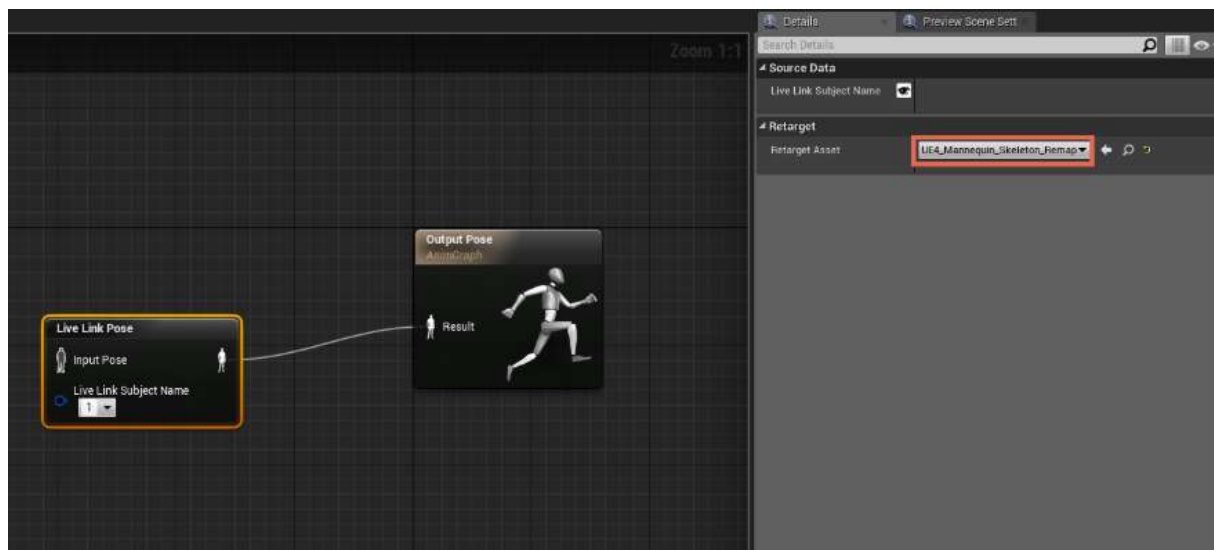 Zoom 1:1
Output Pose
AnimGraph
Result
Live Link Pose
Input Pose
Live Link Subject Name
1
Details
Preview Scene Sett
Search Details
Source Data
Live Link Subject Name
Retarget
Retarget Asset
UE4_Mannequin_Skeleton_Remap